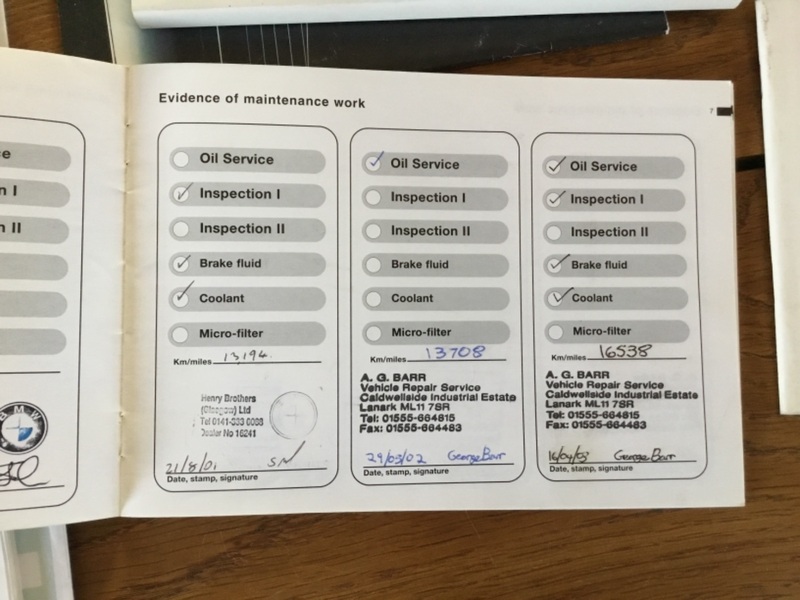 Evidence of maintenance work
7
e
n I
n II
BMW
Oil Service
Inspection I
Inspection II
Brake fluid
Coolant
Micro-filter
Km/miles 13194
Henry Brothers
(Glasgow) Ltd
Tel 0141-333 0088
Dealer No 16241
21/8/01 SN
Date, stamp, signature
Oil Service
Inspection I
Inspection II
Brake fluid
Coolant
Micro-filter
Km/miles 13708
A. G. BARR
Vehicle Repair Service
Caldwellside Industrial Estate
Lanark ML11 7SR
Tel: 01555-664815
Fax: 01555-664483
29/03/02 George Barr
Date, stamp, signature
Oil Service
Inspection I
Inspection II
Brake fluid
Coolant
Micro-filter
Km/miles 16538
A. G. BARR
Vehicle Repair Service
Caldwellside Industrial Estate
Lanark ML11 7SR
Tel: 01555-664815
Fax: 01555-664483
16/04/03 George Barr
Date, stamp, signature